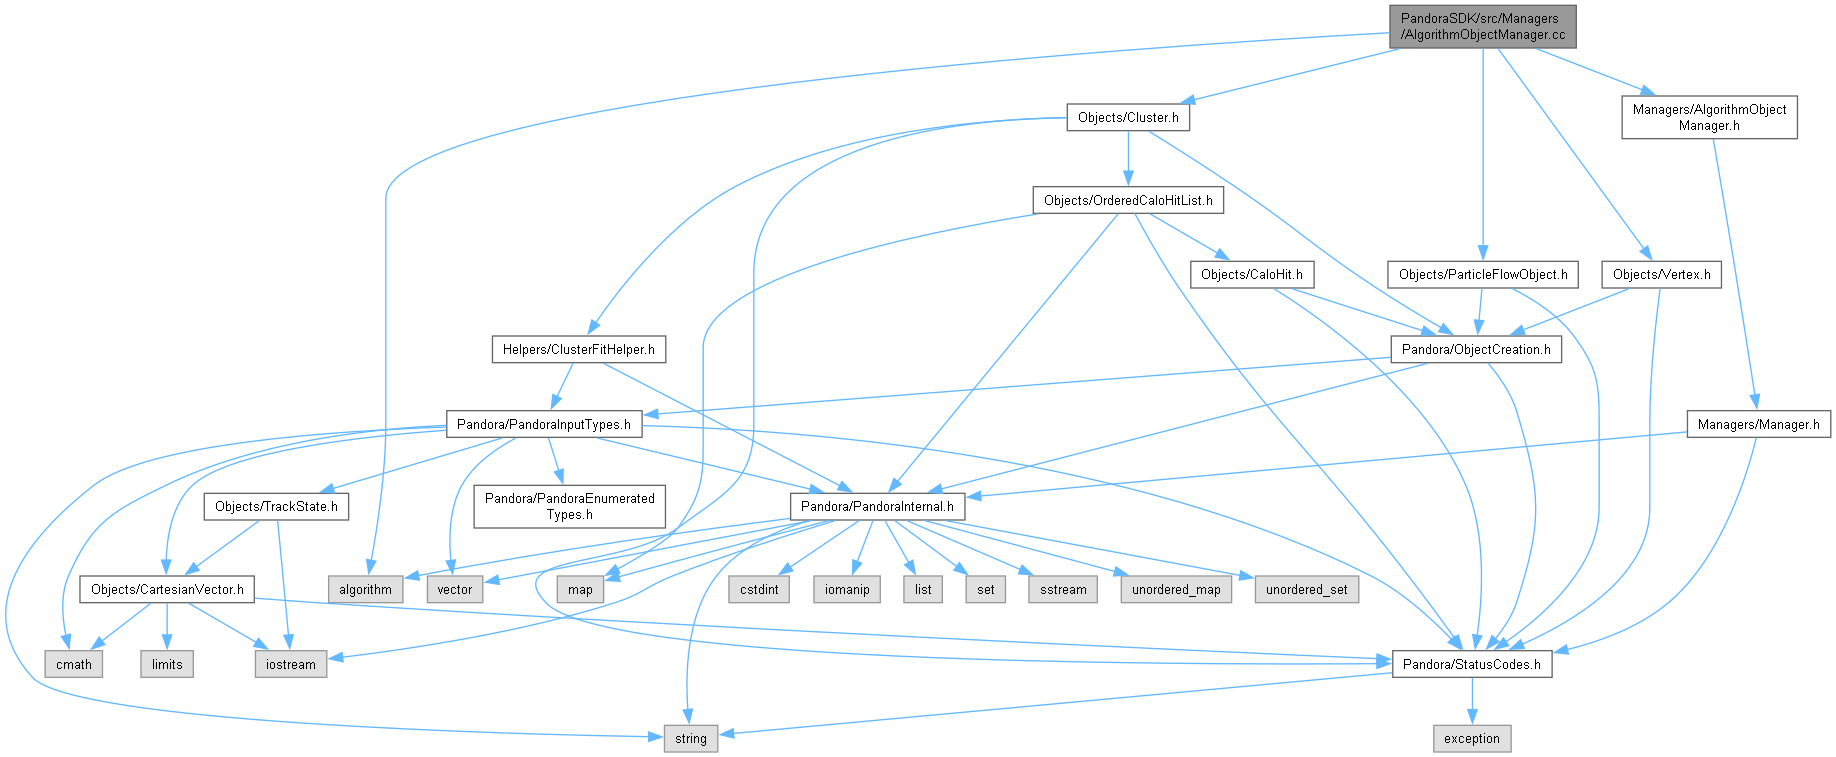 PandoraSDK/src/Managers
/AlgorithmObjectManager.cc
Objects/Cluster.h
Managers/AlgorithmObject
Manager.h
Objects/OrderedCaloHitList.h
Objects/CaloHit.h
Objects/ParticleFlowObject.h
Objects/Vertex.h
Helpers/ClusterFitHelper.h
Pandora/ObjectCreation.h
Pandora/PandoraInputTypes.h
Managers/Manager.h
Objects/TrackState.h
Pandora/PandoraEnumerated
Types.h
Pandora/PandoraInternal.h
Objects/CartesianVector.h
algorithm
vector
map
cstdint
iomanip
list
set
sstream
unordered_map
unordered_set
cmath
limits
iostream
Pandora/StatusCodes.h
string
exception